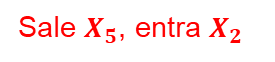 Sale X₅, entra X₂